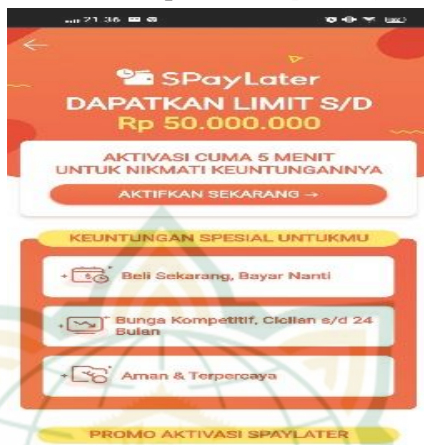 21.36
SPayLater
DAPATKAN LIMIT S/D
Rp 50.000.000
AKTIVASI CUMA 5 MENIT
UNTUK NIKMATI KEUNTUNGANNYA
AKTIFKAN SEKARANG →
KEUNTUNGAN SPESIAL UNTUKMU
Beli Sekarang, Bayar Nanti
Bunga Kompetitif, Cicilan s/d 24
Bulan
Aman & Terpercaya
PROMO AKTIVASI SPAYLATER